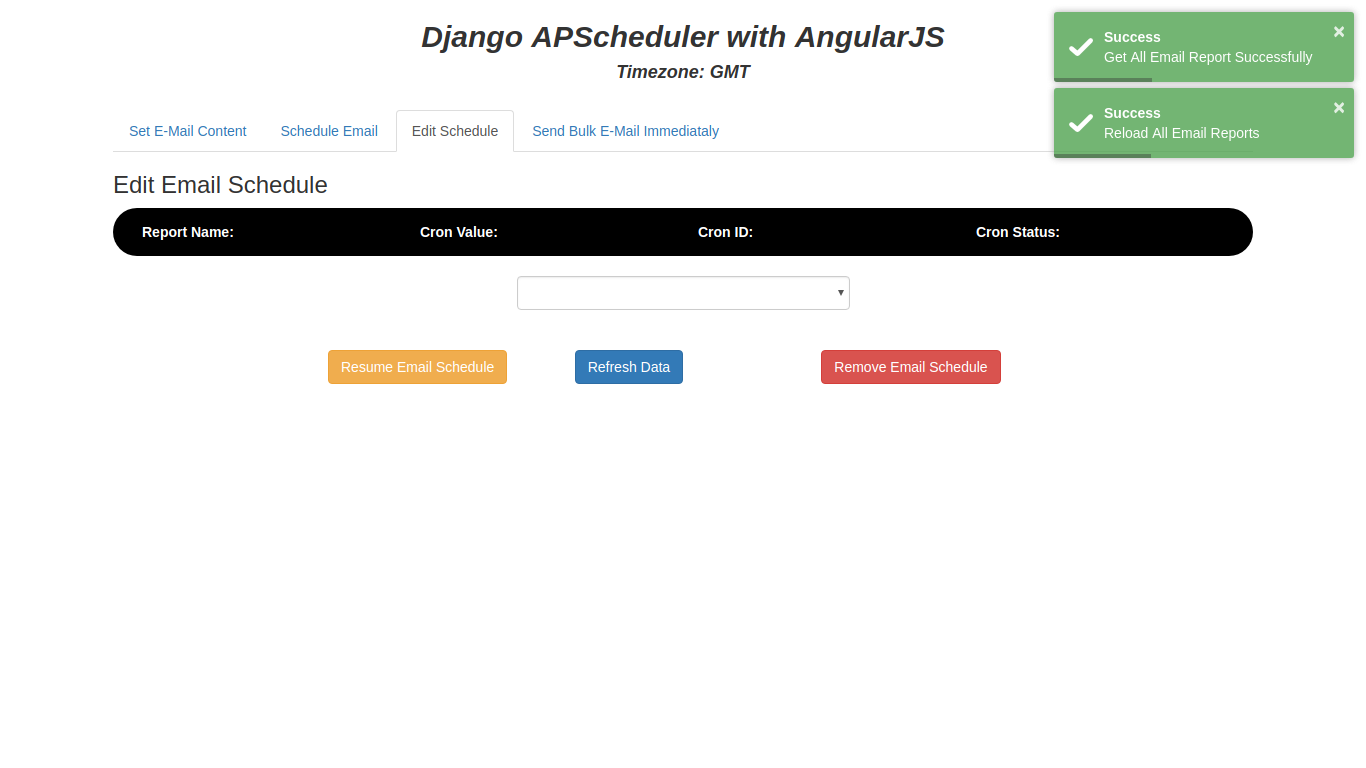 Django APScheduler with AngularJS
Timezone: GMT
×
Success
Get All Email Report Successfully
×
Success
Reload All Email Reports
Set E-Mail Content Schedule Email Edit Schedule Send Bulk E-Mail Immediataly
Edit Email Schedule
Report Name: Cron Value: Cron ID: Cron Status:
Resume Email Schedule Refresh Data Remove Email Schedule